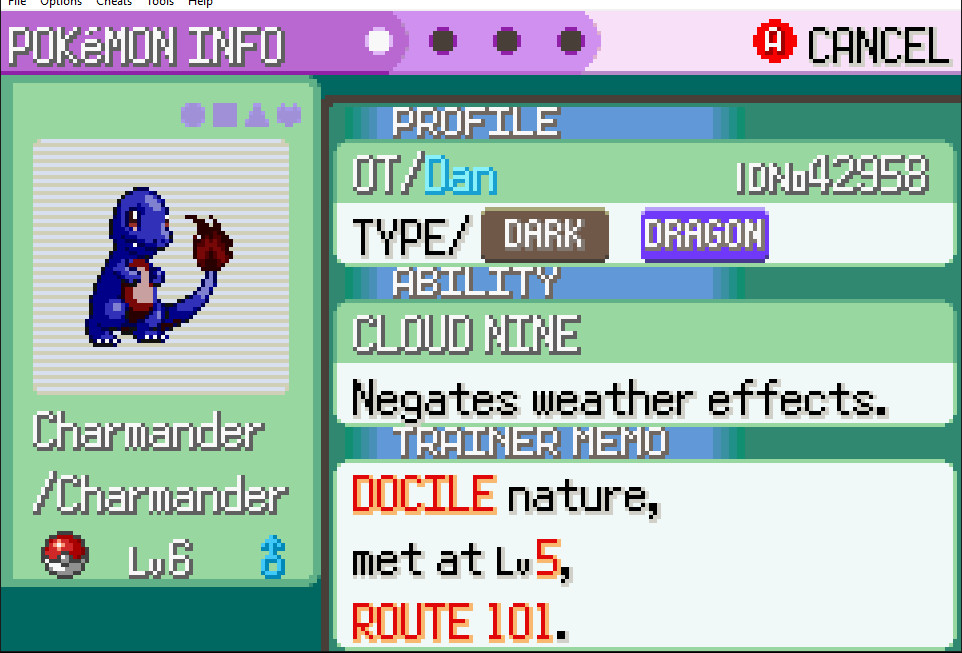 File Options Cheats Tools Help
POKéMON INFO
A CANCEL
PROFILE
OT/Dan IDNo42958
TYPE/ DARK DRAGON
ABILITY
CLOUD NINE
Negates weather effects.
TRAINER MEMO
DOCILE nature,
met at Lv5,
ROUTE 101.
Charmander
/Charmander
Lv6 ♂